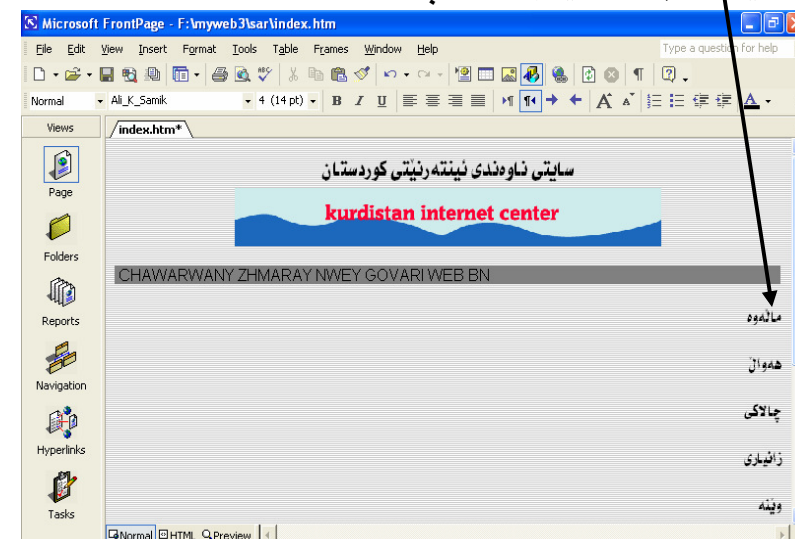 Microsoft FrontPage - F:\myweb3\sar\index.htm
File Edit View Insert Format Tools Table Frames Window Help Type a question for help
Normal Ali_K_Samik 4 (14 pt) B I U A A A
Views index.htm*
سایتی ناوەندی ئینتەرنێتی کوردستان
Page
kurdistan internet center
Folders
CHAWARWANY ZHMARAY NWEY GOVARI WEB BN
Reports
ماڵەوە
Navigation
هەواڵ
چالاکی
Hyperlinks
زانیاری
Tasks
وێنە
Normal HTML Preview